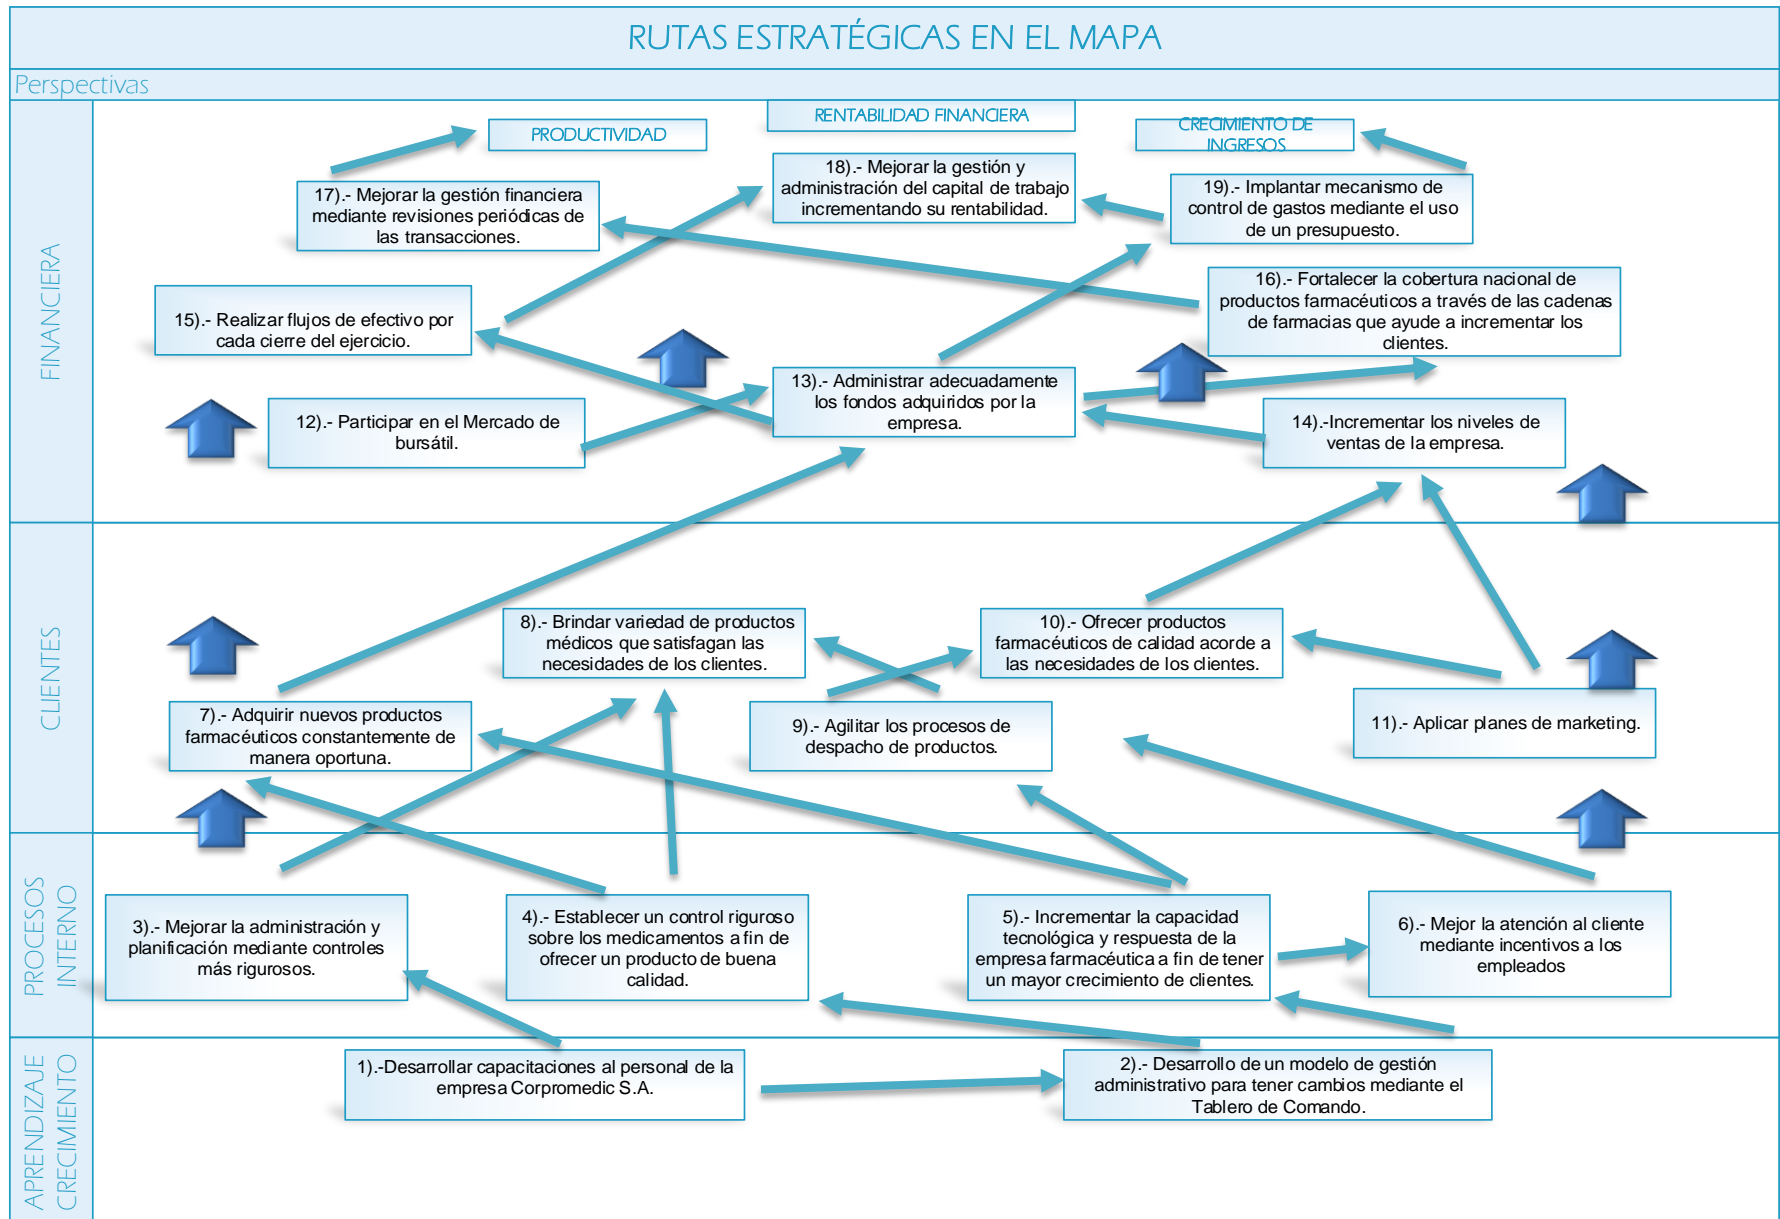 RUTAS ESTRATÉGICAS EN EL MAPA
Perspectivas
FINANCIERA
PRODUCTIVIDAD
RENTABILIDAD FINANCIERA
CRECIMIENTO DE
INGRESOS
17).- Mejorar la gestión financiera
mediante revisiones periódicas de
las transacciones.
18).- Mejorar la gestión y
administración del capital de trabajo
incrementando su rentabilidad.
19).- Implantar mecanismo de
control de gastos mediante el uso
de un presupuesto.
15).- Realizar flujos de efectivo por
cada cierre del ejercicio.
16).- Fortalecer la cobertura nacional de
productos farmacéuticos a través de las cadenas
de farmacias que ayude a incrementar los
clientes.
12).- Participar en el Mercado de
bursátil.
13).- Administrar adecuadamente
los fondos adquiridos por la
empresa.
14).-Incrementar los niveles de
ventas de la empresa.
CLIENTES
8).- Brindar variedad de productos
médicos que satisfagan las
necesidades de los clientes.
10).- Ofrecer productos
farmacéuticos de calidad acorde a
las necesidades de los clientes.
7).- Adquirir nuevos productos
farmacéuticos constantemente de
manera oportuna.
9).- Agilitar los procesos de
despacho de productos.
11).- Aplicar planes de marketing.
PROCESOS
INTERNO
3).- Mejorar la administración y
planificación mediante controles
más rigurosos.
4).- Establecer un control riguroso
sobre los medicamentos a fin de
ofrecer un producto de buena
calidad.
5).- Incrementar la capacidad
tecnológica y respuesta de la
empresa farmacéutica a fin de tener
un mayor crecimiento de clientes.
6).- Mejor la atención al cliente
mediante incentivos a los
empleados
APRENDIZAJE
CRECIMIENTO
1).-Desarrollar capacitaciones al personal de la
empresa Corpromedic S.A.
2).- Desarrollo de un modelo de gestión
administrativo para tener cambios mediante el
Tablero de Comando.